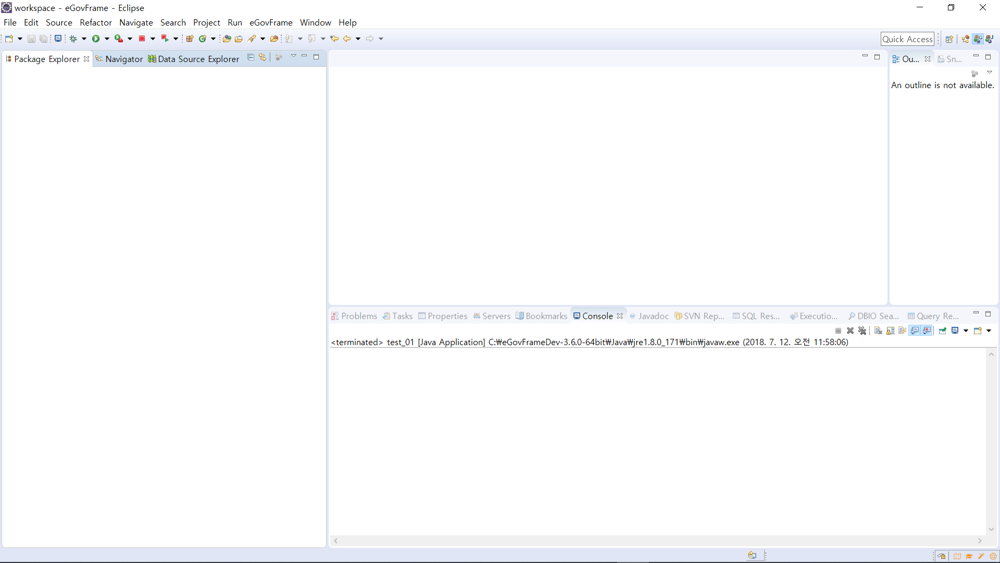 workspace - eGovFrame - Eclipse
File Edit Source Refactor Navigate Search Project Run eGovFrame Window Help
Quick Access
Package Explorer Navigator Data Source Explorer
Ou... Sn...
An outline is not available.
Problems Tasks Properties Servers Bookmarks Console @ Javadoc SVN Rep... SQL Res... Executio... DBIO Sea... Query Re...
<terminated> test_01 [Java Application] C:₩eGovFrameDev-3.6.0-64bit₩Java₩jre1.8.0_171₩bin₩javaw.exe (2018. 7. 12. 오전 11:58:06)